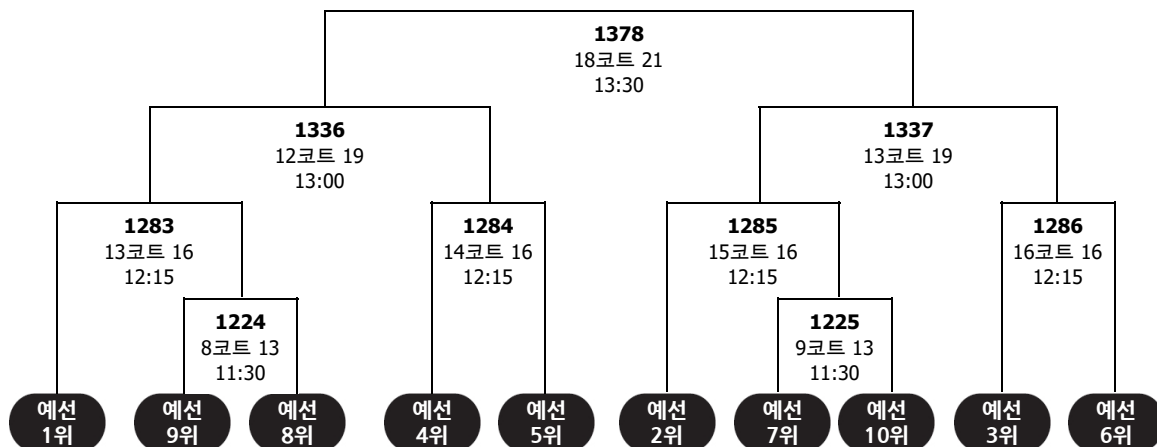 1378
18코트 21
13:30
1336
12코트 19
13:00
1337
13코트 19
13:00
1283
13코트 16
12:15
1284
14코트 16
12:15
1285
15코트 16
12:15
1286
16코트 16
12:15
1224
8코트 13
11:30
1225
9코트 13
11:30
예선
1위
예선
9위
예선
8위
예선
4위
예선
5위
예선
2위
예선
7위
예선
10위
예선
3위
예선
6위